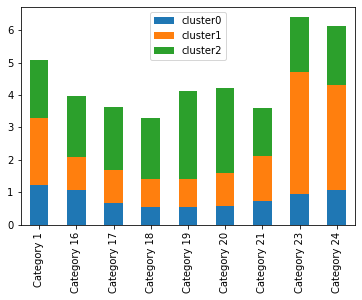 cluster0
cluster1
cluster2
6
5
4
3
2
1
0
Category 1
Category 16
Category 17
Category 18
Category 19
Category 20
Category 21
Category 23
Category 24